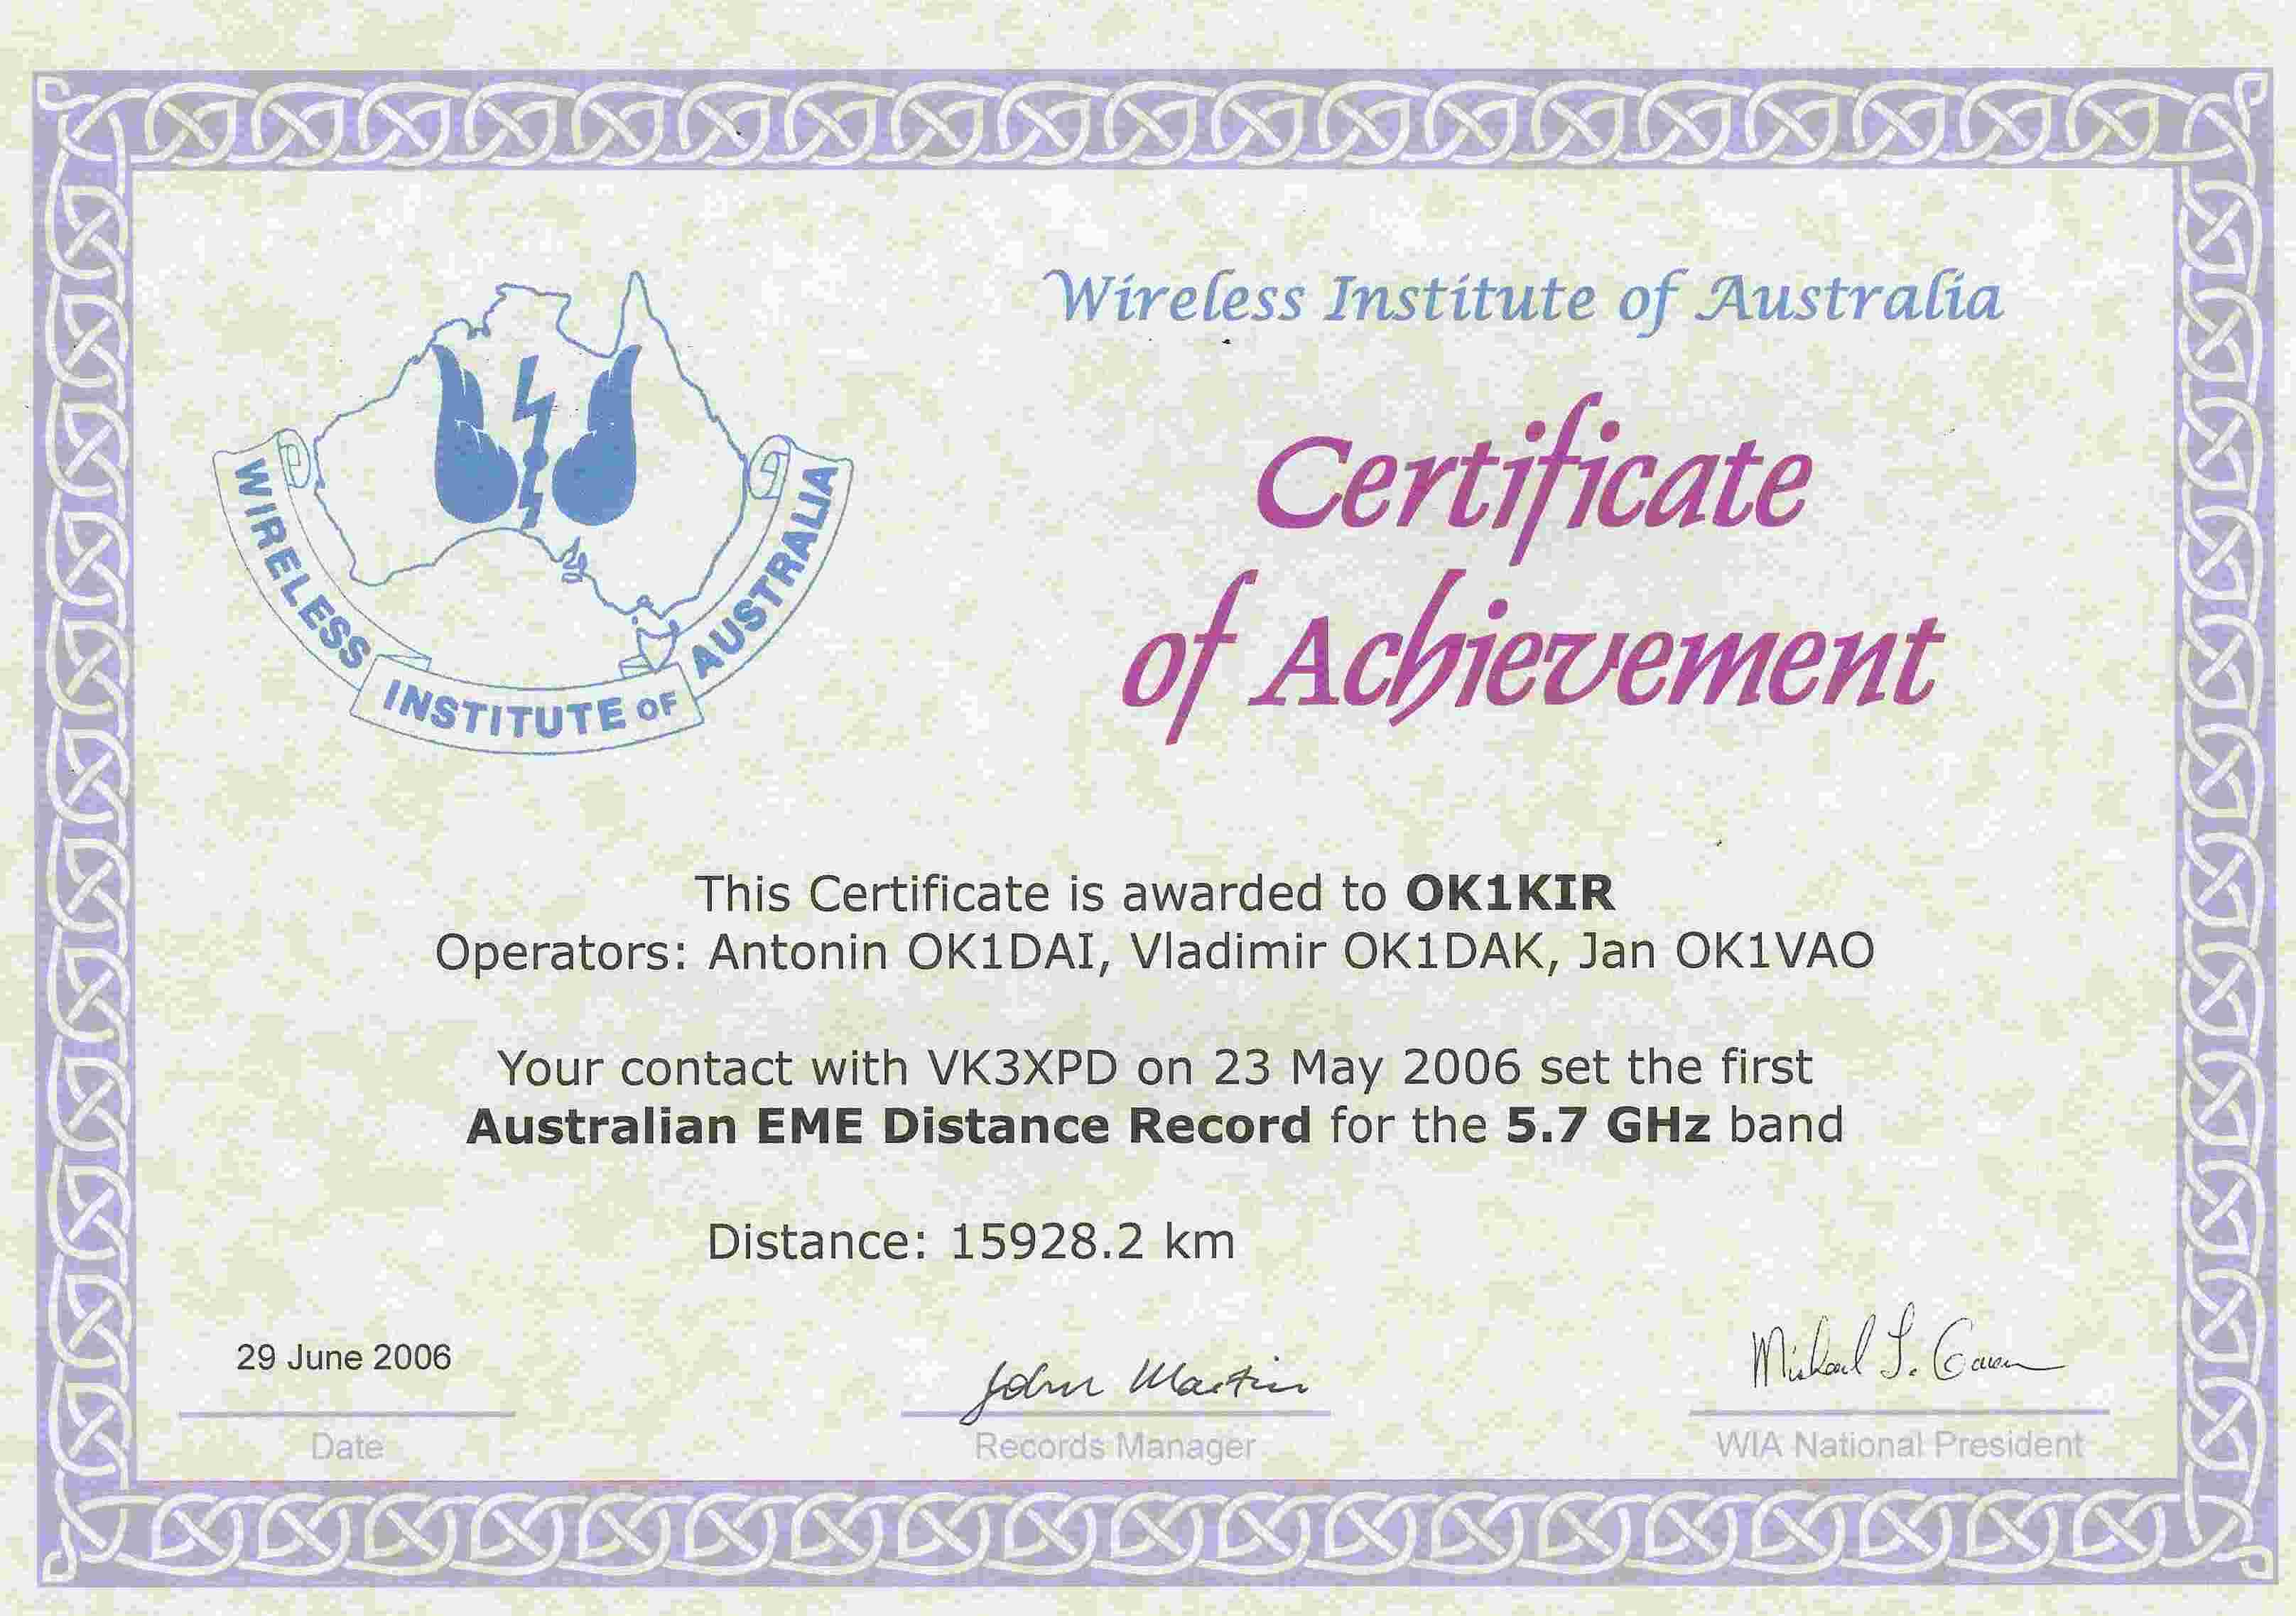 WIRELESS INSTITUTE OF AUSTRALIA
Wireless Institute of Australia
Certificate
of Achievement
This Certificate is awarded to OK1KIR
Operators: Antonin OK1DAI, Vladimir OK1DAK, Jan OK1VAO
Your contact with VK3XPD on 23 May 2006 set the first
Australian EME Distance Record for the 5.7 GHz band
Distance: 15928.2 km
29 June 2006
John Martin
Michael J. Owen
Date
Records Manager
WIA National President